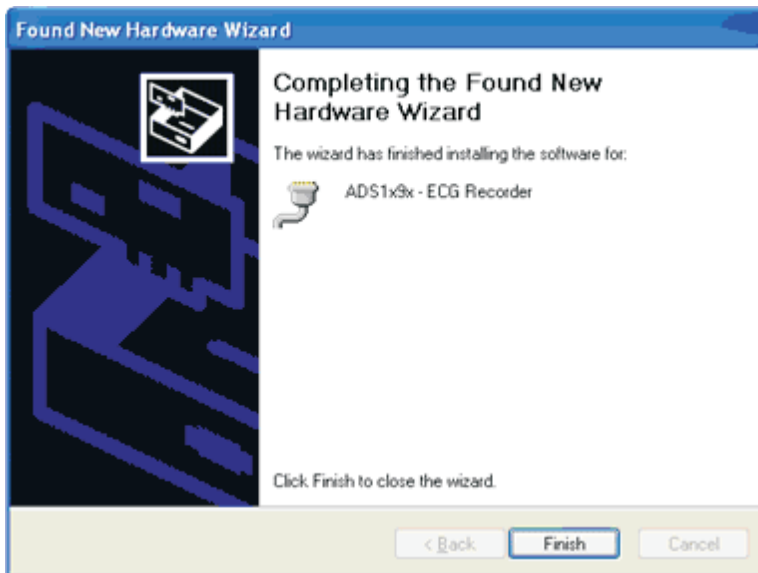 Found New Hardware Wizard
Completing the Found New
Hardware Wizard
The wizard has finished installing the software for:
ADS1x9x - ECG Recorder
Click Finish to close the wizard.
< Back
Finish
Cancel